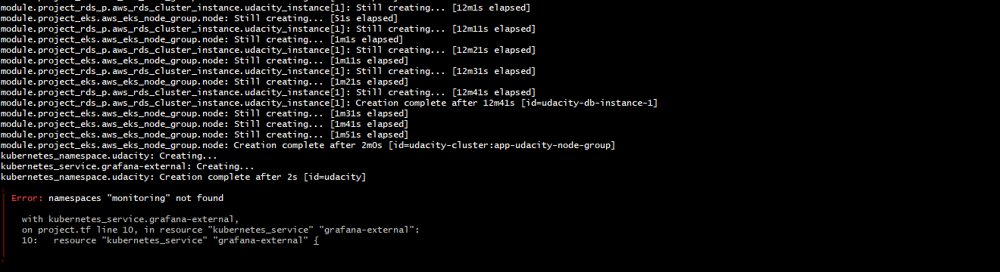 module.project_rds_p.aws_rds_cluster_instance.udacity_instance[1]: Still creating... [12m1s elapsed]
module.project_eks.aws_eks_node_group.node: Still creating... [51s elapsed]
module.project_rds_p.aws_rds_cluster_instance.udacity_instance[1]: Still creating... [12m11s elapsed]
module.project_eks.aws_eks_node_group.node: Still creating... [1m1s elapsed]
module.project_rds_p.aws_rds_cluster_instance.udacity_instance[1]: Still creating... [12m21s elapsed]
module.project_eks.aws_eks_node_group.node: Still creating... [1m11s elapsed]
module.project_rds_p.aws_rds_cluster_instance.udacity_instance[1]: Still creating... [12m31s elapsed]
module.project_eks.aws_eks_node_group.node: Still creating... [1m21s elapsed]
module.project_rds_p.aws_rds_cluster_instance.udacity_instance[1]: Still creating... [12m41s elapsed]
module.project_rds_p.aws_rds_cluster_instance.udacity_instance[1]: Creation complete after 12m41s [id=udacity-db-instance-1]
module.project_eks.aws_eks_node_group.node: Still creating... [1m31s elapsed]
module.project_eks.aws_eks_node_group.node: Still creating... [1m41s elapsed]
module.project_eks.aws_eks_node_group.node: Still creating... [1m51s elapsed]
module.project_eks.aws_eks_node_group.node: Creation complete after 2m0s [id=udacity-cluster:app-udacity-node-group]
kubernetes_namespace.udacity: Creating...
kubernetes_service.grafana-external: Creating...
kubernetes_namespace.udacity: Creation complete after 2s [id=udacity]
Error: namespaces "monitoring" not found
with kubernetes_service.grafana-external,
on project.tf line 10, in resource "kubernetes_service" "grafana-external":
10: resource "kubernetes_service" "grafana-external" {